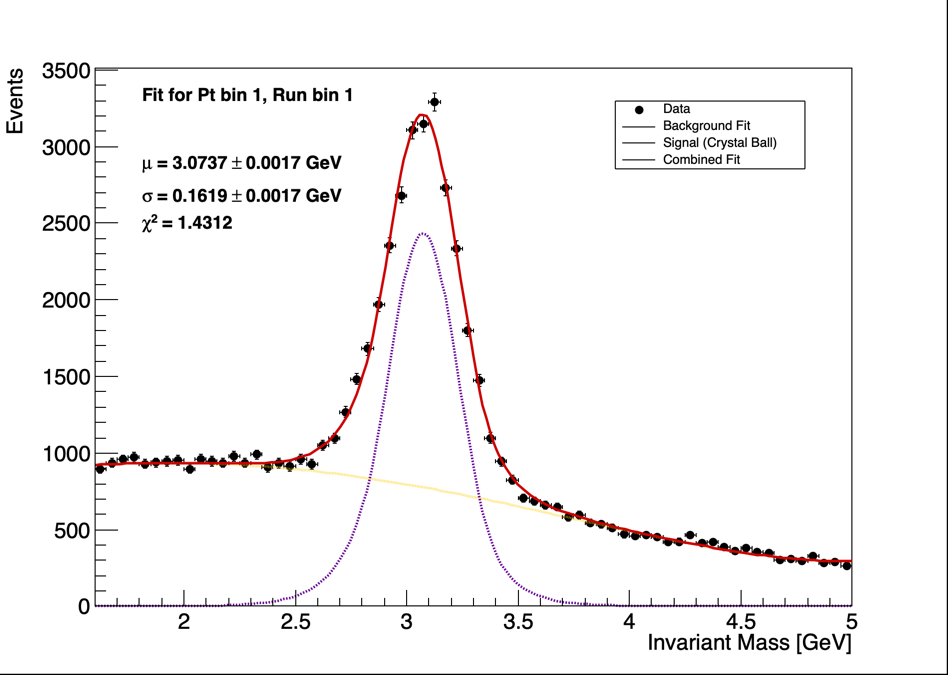 Events
3500
3000
2500
2000
1500
1000
500
0
Fit for Pt bin 1, Run bin 1
μ = 3.0737 ± 0.0017 GeV
σ = 0.1619 ± 0.0017 GeV
χ² = 1.4312
Data
Background Fit
Signal (Crystal Ball)
Combined Fit
2 2.5 3 3.5 4 4.5 5
Invariant Mass [GeV]